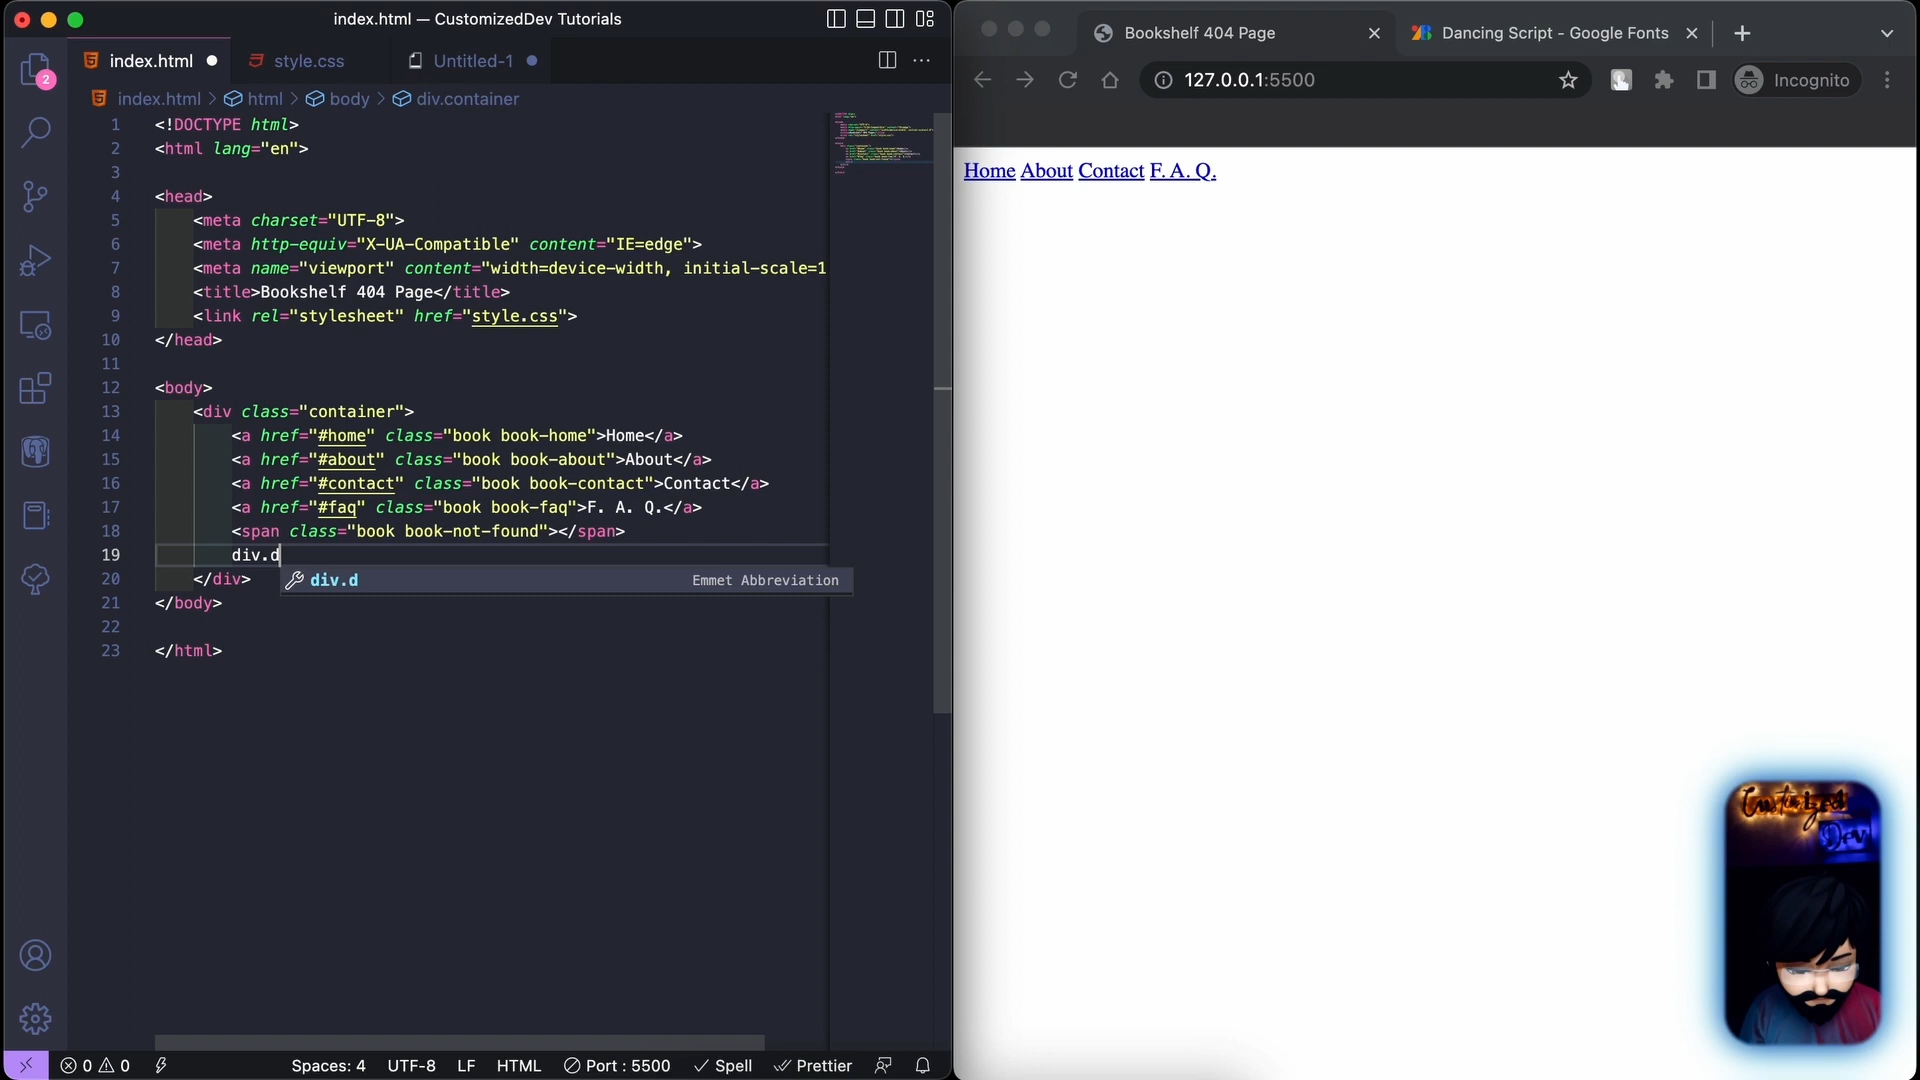 index.html — CustomizedDev Tutorials
index.html
style.css
Untitled-1
2
index.html > html > body > div.container
1 <!DOCTYPE html>
2 <html lang="en">
3
4 <head>
5 <meta charset="UTF-8">
6 <meta http-equiv="X-UA-Compatible" content="IE=edge">
7 <meta name="viewport" content="width=device-width, initial-scale=1
8 <title>Bookshelf 404 Page</title>
9 <link rel="stylesheet" href="style.css">
10 </head>
11
12 <body>
13 <div class="container">
14 <a href="#home" class="book book-home">Home</a>
15 <a href="#about" class="book book-about">About</a>
16 <a href="#contact" class="book book-contact">Contact</a>
17 <a href="#faq" class="book book-faq">F. A. Q.</a>
18 <span class="book book-not-found"></span>
19 div.d
div.d Emmet Abbreviation
20 </div>
21 </body>
22
23 </html>
0 0 Spaces: 4 UTF-8 LF HTML Port : 5500 Spell Prettier
Bookshelf 404 Page
Dancing Script - Google Fonts
127.0.0.1:5500
Incognito
Home About Contact F. A. Q.
Customized
Dev